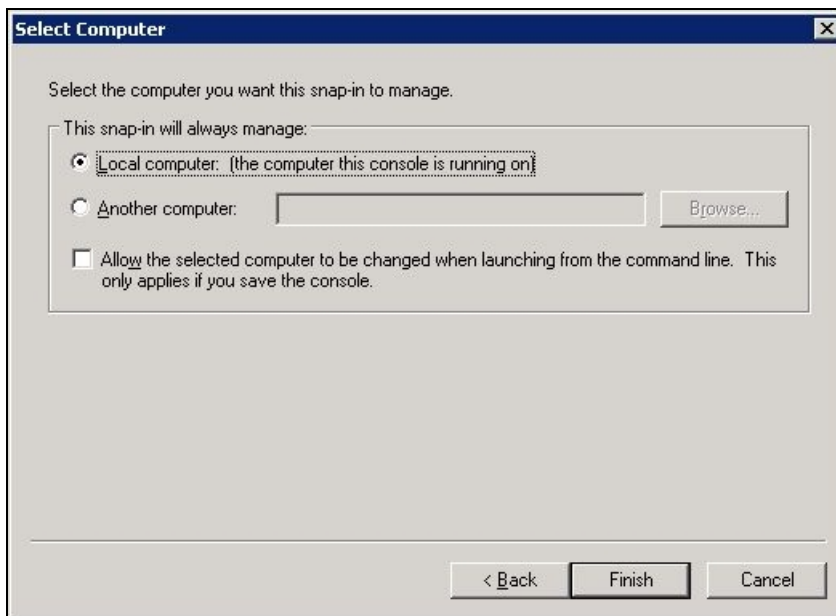 Select Computer
Select the computer you want this snap-in to manage.
This snap-in will always manage:
Local computer: (the computer this console is running on)
Another computer:
Browse...
Allow the selected computer to be changed when launching from the command line. This
only applies if you save the console.
< Back
Finish
Cancel